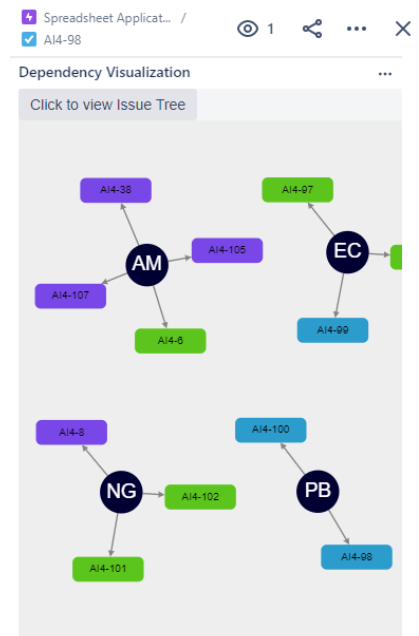 Spreadsheet Applicat... /
AI4-98
1
Dependency Visualization
Click to view Issue Tree
AI4-38
AI4-97
AI4-105
AM
EC
AI4-107
AI4-99
AI4-6
AI4-8
AI4-100
NG
PB
AI4-102
AI4-98
AI4-101